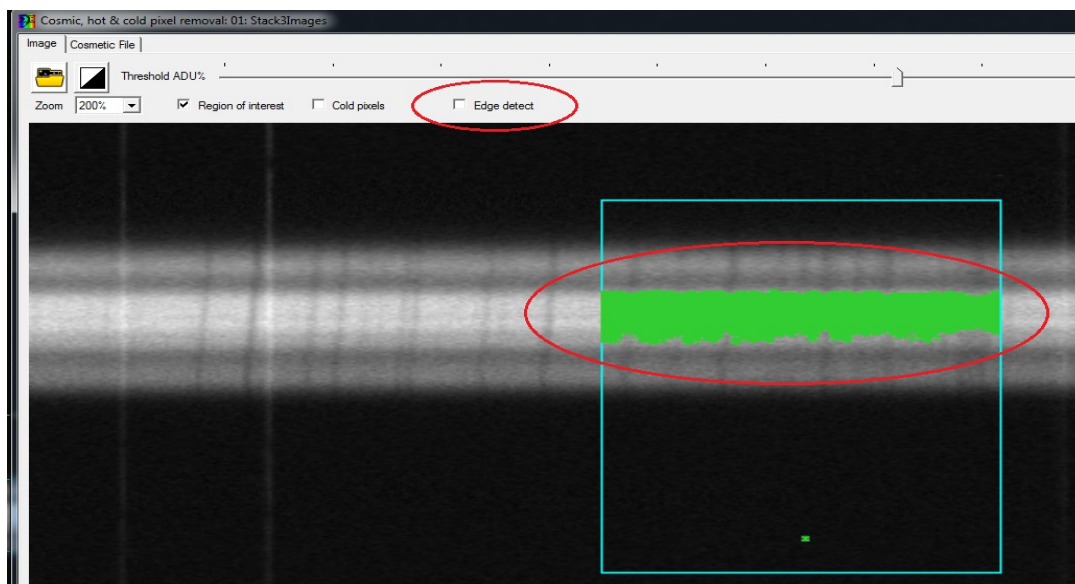 Cosmic, hot & cold pixel removal: 01: Stack3Images
Image Cosmetic File
Threshold ADU%
Zoom 200% Region of interest Cold pixels Edge detect